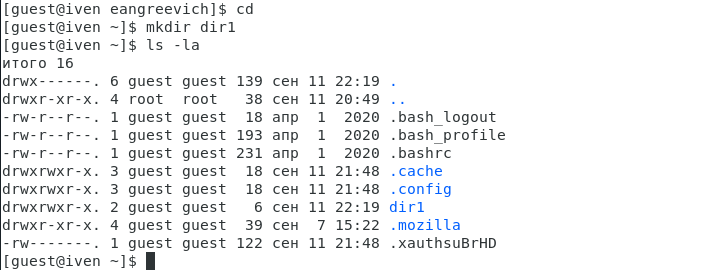 [guest@iven eangreevich]$ cd
[guest@iven ~]$ mkdir dir1
[guest@iven ~]$ ls -la
итого 16
drwx------. 6 guest guest 139 сен 11 22:19 .
drwxr-xr-x. 4 root  root   38 сен 11 20:49 ..
-rw-r--r--. 1 guest guest  18 апр  1  2020 .bash_logout
-rw-r--r--. 1 guest guest 193 апр  1  2020 .bash_profile
-rw-r--r--. 1 guest guest 231 апр  1  2020 .bashrc
drwxrwxr-x. 3 guest guest  18 сен 11 21:48 .cache
drwxrwxr-x. 3 guest guest  18 сен 11 21:48 .config
drwxrwxr-x. 2 guest guest   6 сен 11 22:19 dir1
drwxr-xr-x. 4 guest guest  39 сен  7 15:22 .mozilla
-rw-------. 1 guest guest 122 сен 11 21:48 .xauthsuBrHD
[guest@iven ~]$